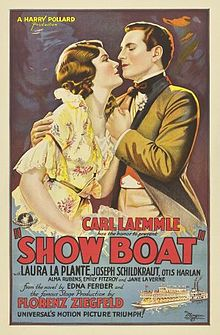 A HARRY POLLARD
Production
CARL LAEMMLE
has the honor to present
"SHOW BOAT"
with LAURA LA PLANTE, JOSEPH SCHILDKRAUT, OTIS HARLAN
ALMA RUBENS, EMILY FITZROY and JANE LA VERNE
from the novel by EDNA FERBER and
the famous Stage Production by
FLORENZ ZIEGFELD
UNIVERSAL'S MOTION PICTURE TRIUMPH!